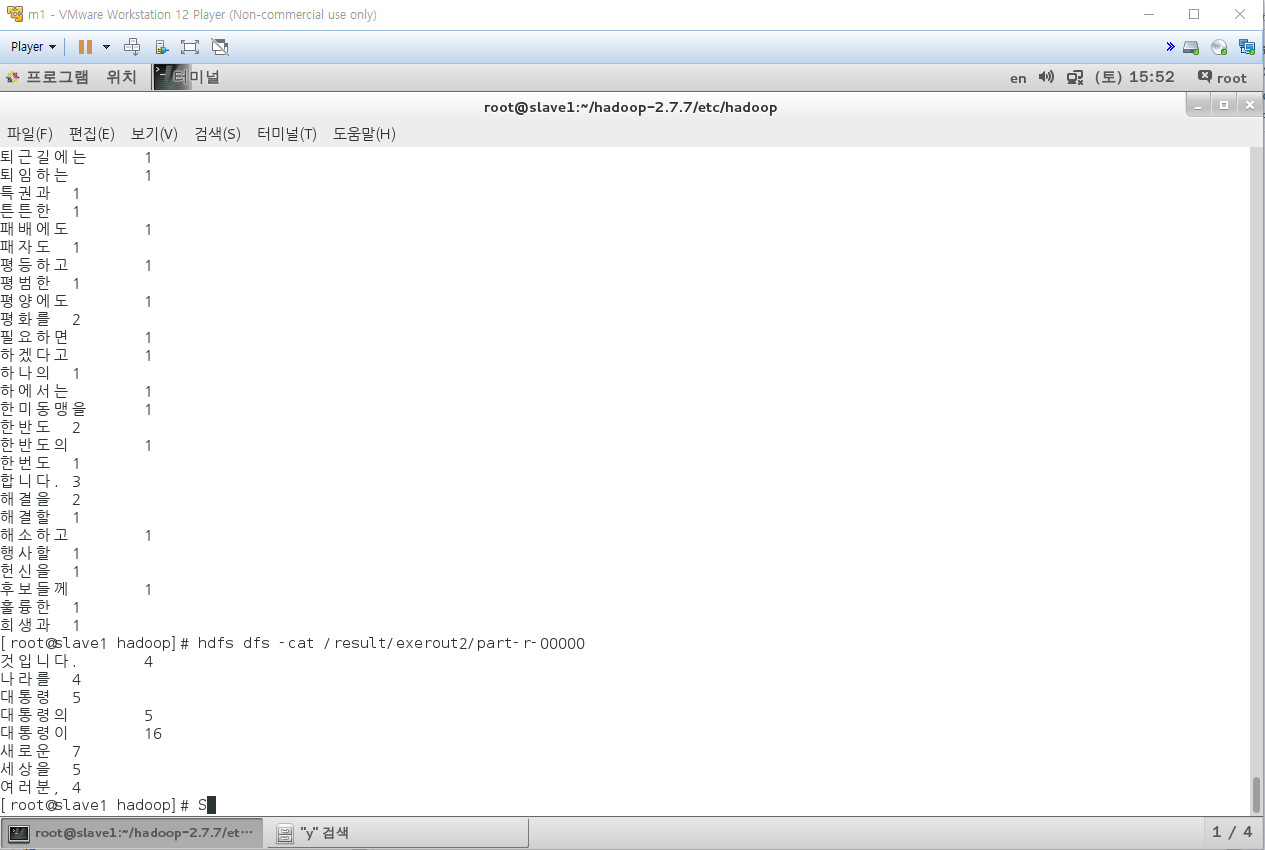 m1 - VMware Workstation 12 Player (Non-commercial use only)
Player
프로그램 위치 터미널 en (토) 15:52 root
root@slave1:~/hadoop-2.7.7/etc/hadoop
파일(F) 편집(E) 보기(V) 검색(S) 터미널(T) 도움말(H)
퇴근길에는 1
퇴임하는 1
특권과 1
튼튼한 1
패배에도 1
패자도 1
평등하고 1
평범한 1
평양에도 1
평화를 2
필요하면 1
하겠다고 1
하나의 1
하에서는 1
한미동맹을 1
한반도 2
한반도의 1
한번도 1
합니다. 3
해결을 2
해결할 1
해소하고 1
행사할 1
헌신을 1
후보들께 1
훌륭한 1
희생과 1
[root@slave1 hadoop]# hdfs dfs -cat /result/exerout2/part-r-00000
것입니다. 4
나라를 4
대통령 5
대통령의 5
대통령이 16
새로운 7
세상을 5
여러분, 4
[root@slave1 hadoop]# S
root@slave1:~/hadoop-2.7.7/et··· "y" 검색 1 / 4